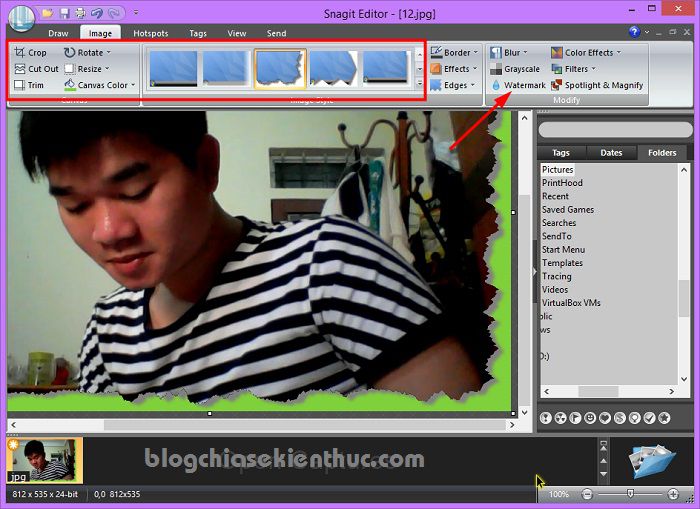 Snagit Editor - [12.jpg]
Draw Image Hotspots Tags View Send
Crop Rotate Border Blur Color Effects
Cut Out Resize Effects Grayscale Filters
Trim Canvas Color Edges Watermark Spotlight & Magnify
Canvas Image Style Modify
Tags Dates Folders
Pictures
PrintHood
Recent
Saved Games
Searches
SendTo
Start Menu
Templates
Tracing
Videos
VirtualBox VMs
olic
ws
D:)
jpg
blogchiasekienthuc.com
812 x 535 x 24-bit 0,0 812x535 100%